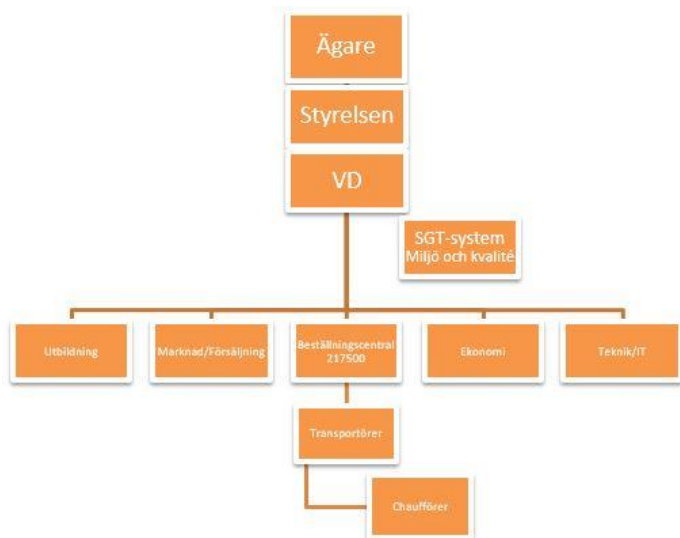 Ägare
Styrelsen
VD
SGT-system
Miljö och kvalité
Utbildning
Marknad/Försäljning
Beställningscentral
217500
Ekonomi
Teknik/IT
Transportörer
Chaufförer